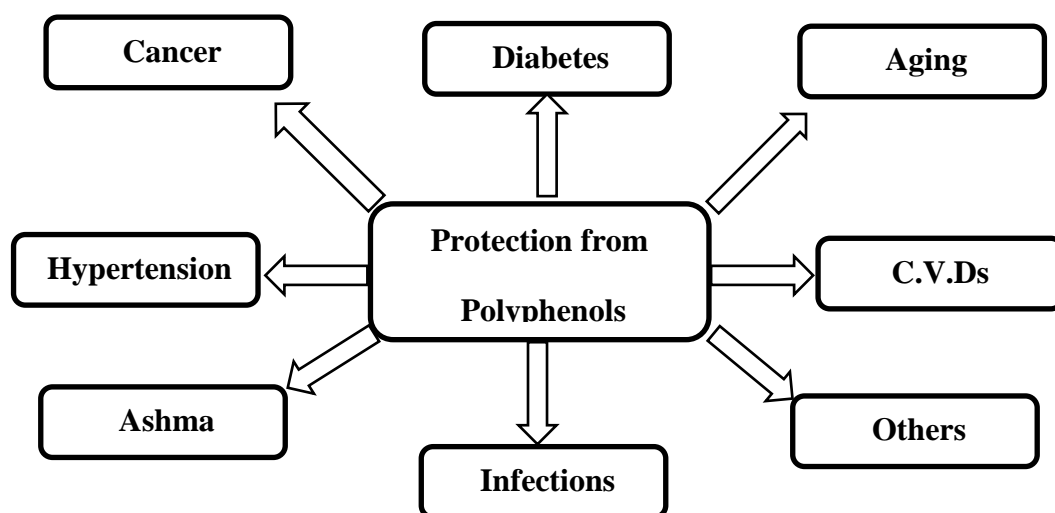 Cancer
Diabetes
Aging
Protection from
Polyphenols
Hypertension
C.V.Ds
Ashma
Others
Infections